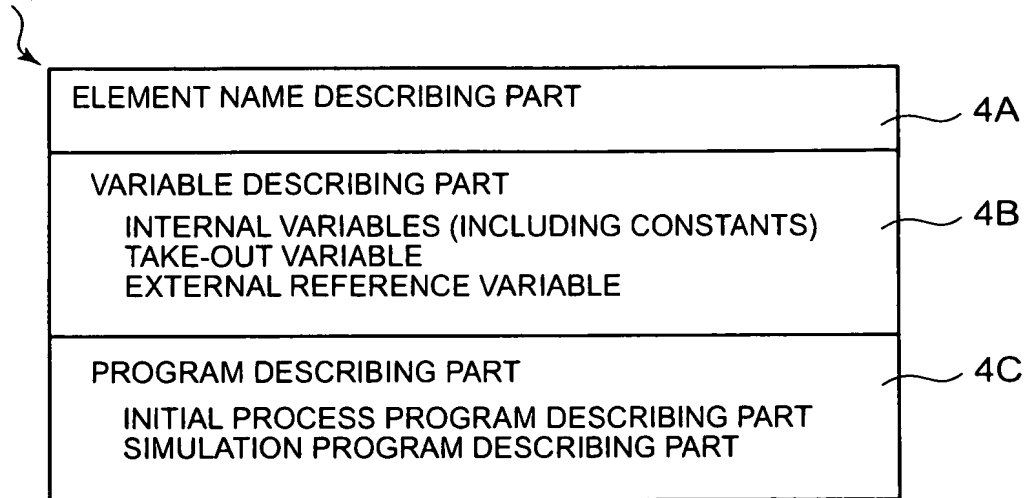 ELEMENT NAME DESCRIBING PART
4A
VARIABLE DESCRIBING PART
INTERNAL VARIABLES (INCLUDING CONSTANTS)
4B
TAKE-OUT VARIABLE
EXTERNAL REFERENCE VARIABLE
PROGRAM DESCRIBING PART
4C
INITIAL PROCESS PROGRAM DESCRIBING PART
SIMULATION PROGRAM DESCRIBING PART